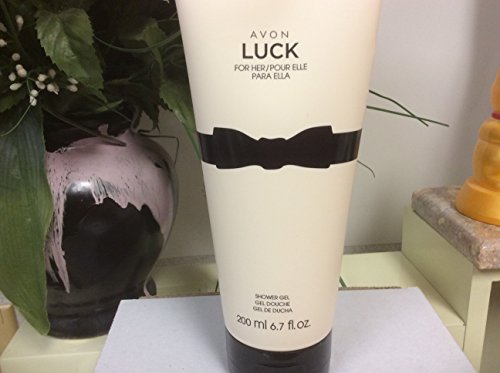 AVON
LUCK
FOR HER/POUR ELLE
PARA ELLA
SHOWER GEL
GEL DOUCHE
GEL DE DUCHA
200 ml 6.7 fl.oz.